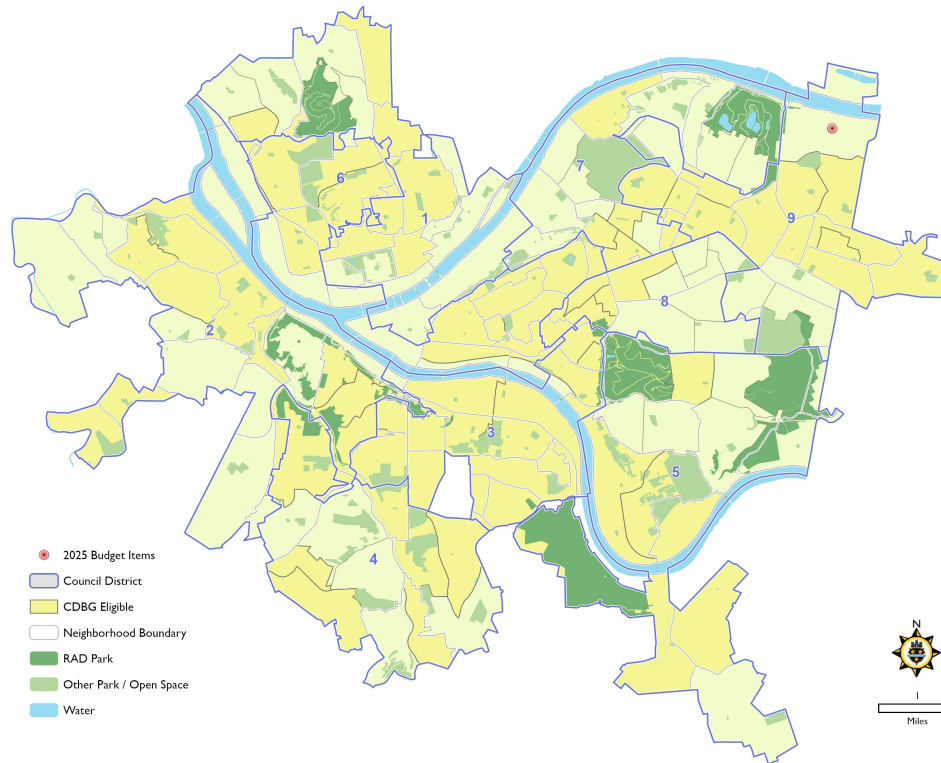 6
7
1
9
8
2
3
5
4
2025 Budget Items
Council District
CDBG Eligible
Neighborhood Boundary
RAD Park
Other Park / Open Space
Water
N
1
Miles